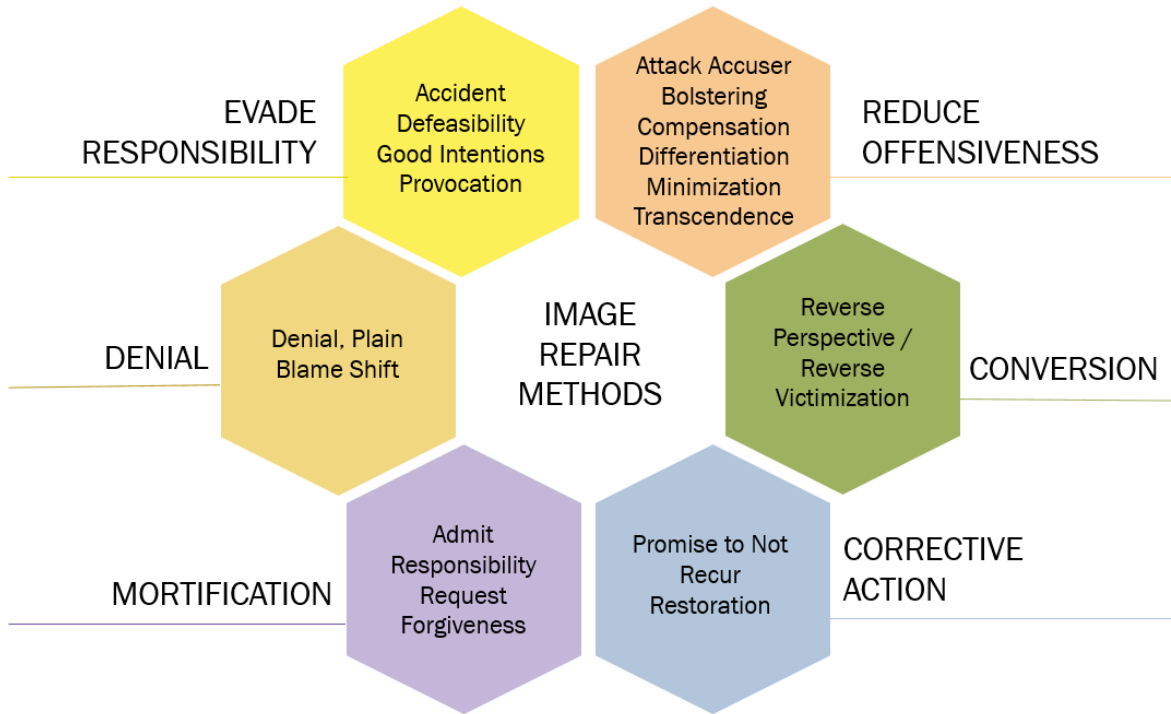 EVADE
RESPONSIBILITY
Accident
Defeasibility
Good Intentions
Provocation
Attack Accuser
Bolstering
Compensation
Differentiation
Minimization
Transcendence
REDUCE
OFFENSIVENESS
DENIAL
Denial, Plain
Blame Shift
IMAGE
REPAIR
METHODS
Reverse
Perspective /
Reverse
Victimization
CONVERSION
MORTIFICATION
Admit
Responsibility
Request
Forgiveness
Promise to Not
Recur
Restoration
CORRECTIVE
ACTION